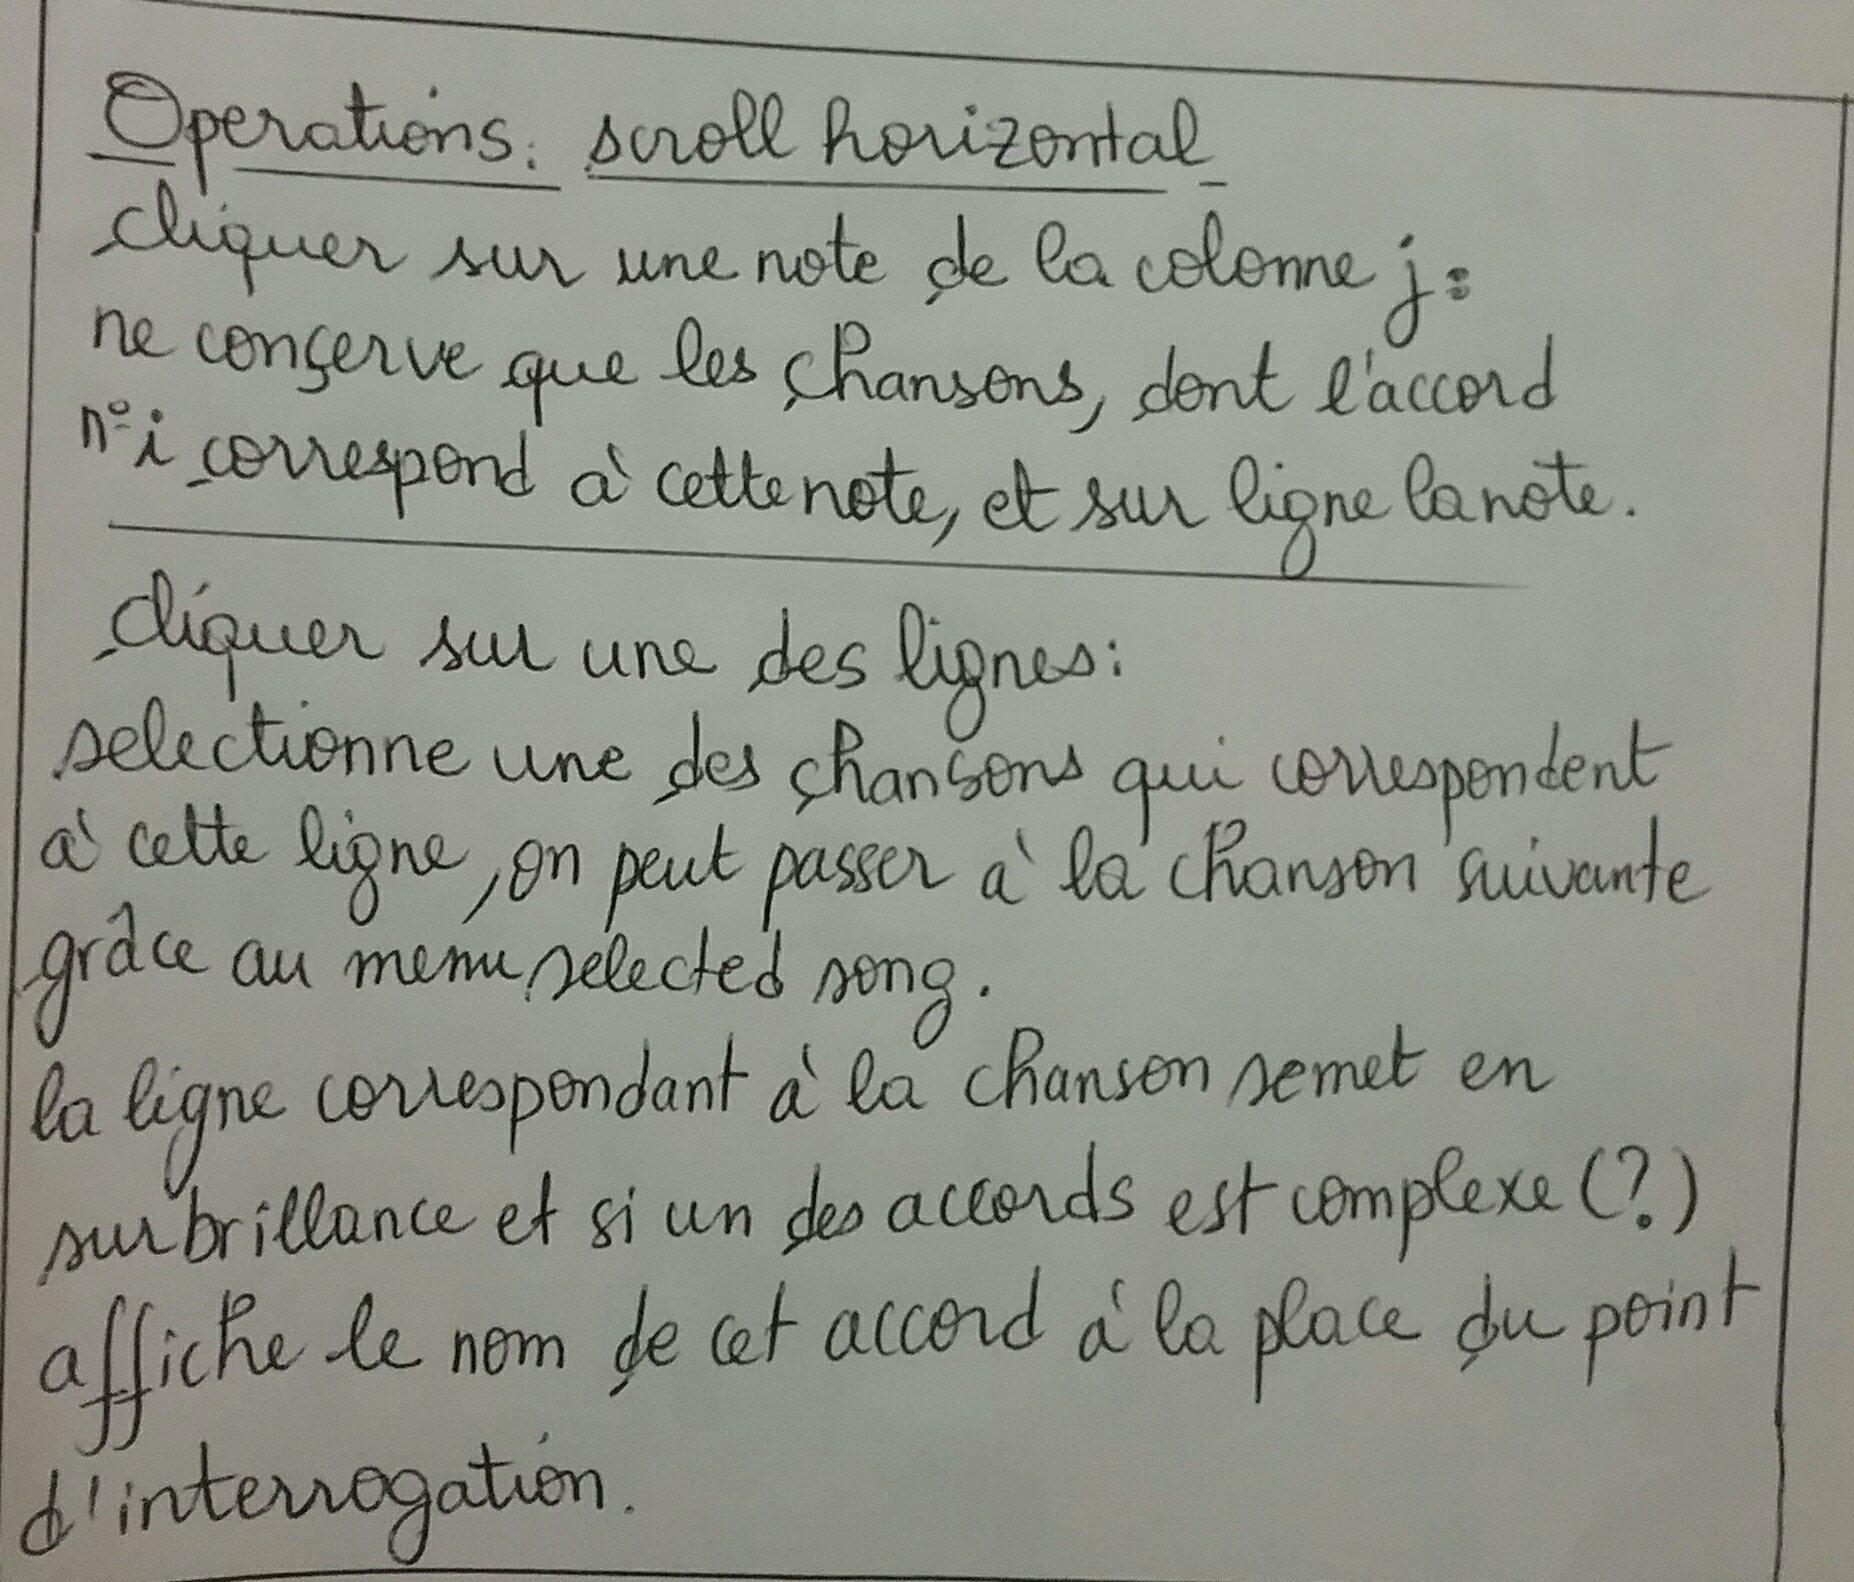 Operations: scroll horizontal
cliquer sur une note de la colonne j:
ne conserve que les chansons, dont l'accord
n° i correspond à cette note, et sur ligne la note.
cliquer sur une des lignes:
selectionne une des chansons qui correspondent
à cette ligne, on peut passer à la chanson suivante
grâce au menu selected song.
la ligne correspondant à la chanson se met en
surbrillance et si un des accords est complexe (?)
affiche le nom de cet accord à la place du point
d'interrogation.